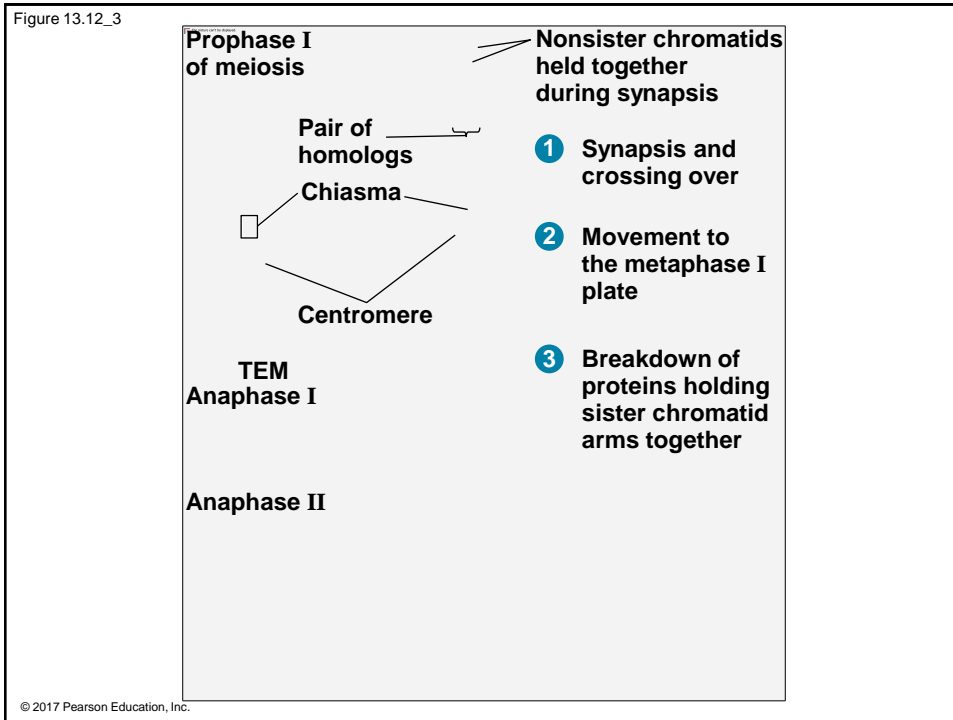 Figure 13.12_3
Prophase I
of meiosis
Nonsister chromatids
held together
during synapsis
Pair of
homologs
1 Synapsis and
crossing over
Chiasma
2 Movement to
the metaphase I
plate
Centromere
TEM
3 Breakdown of
proteins holding
sister chromatid
arms together
Anaphase I
Anaphase II
© 2017 Pearson Education, Inc.